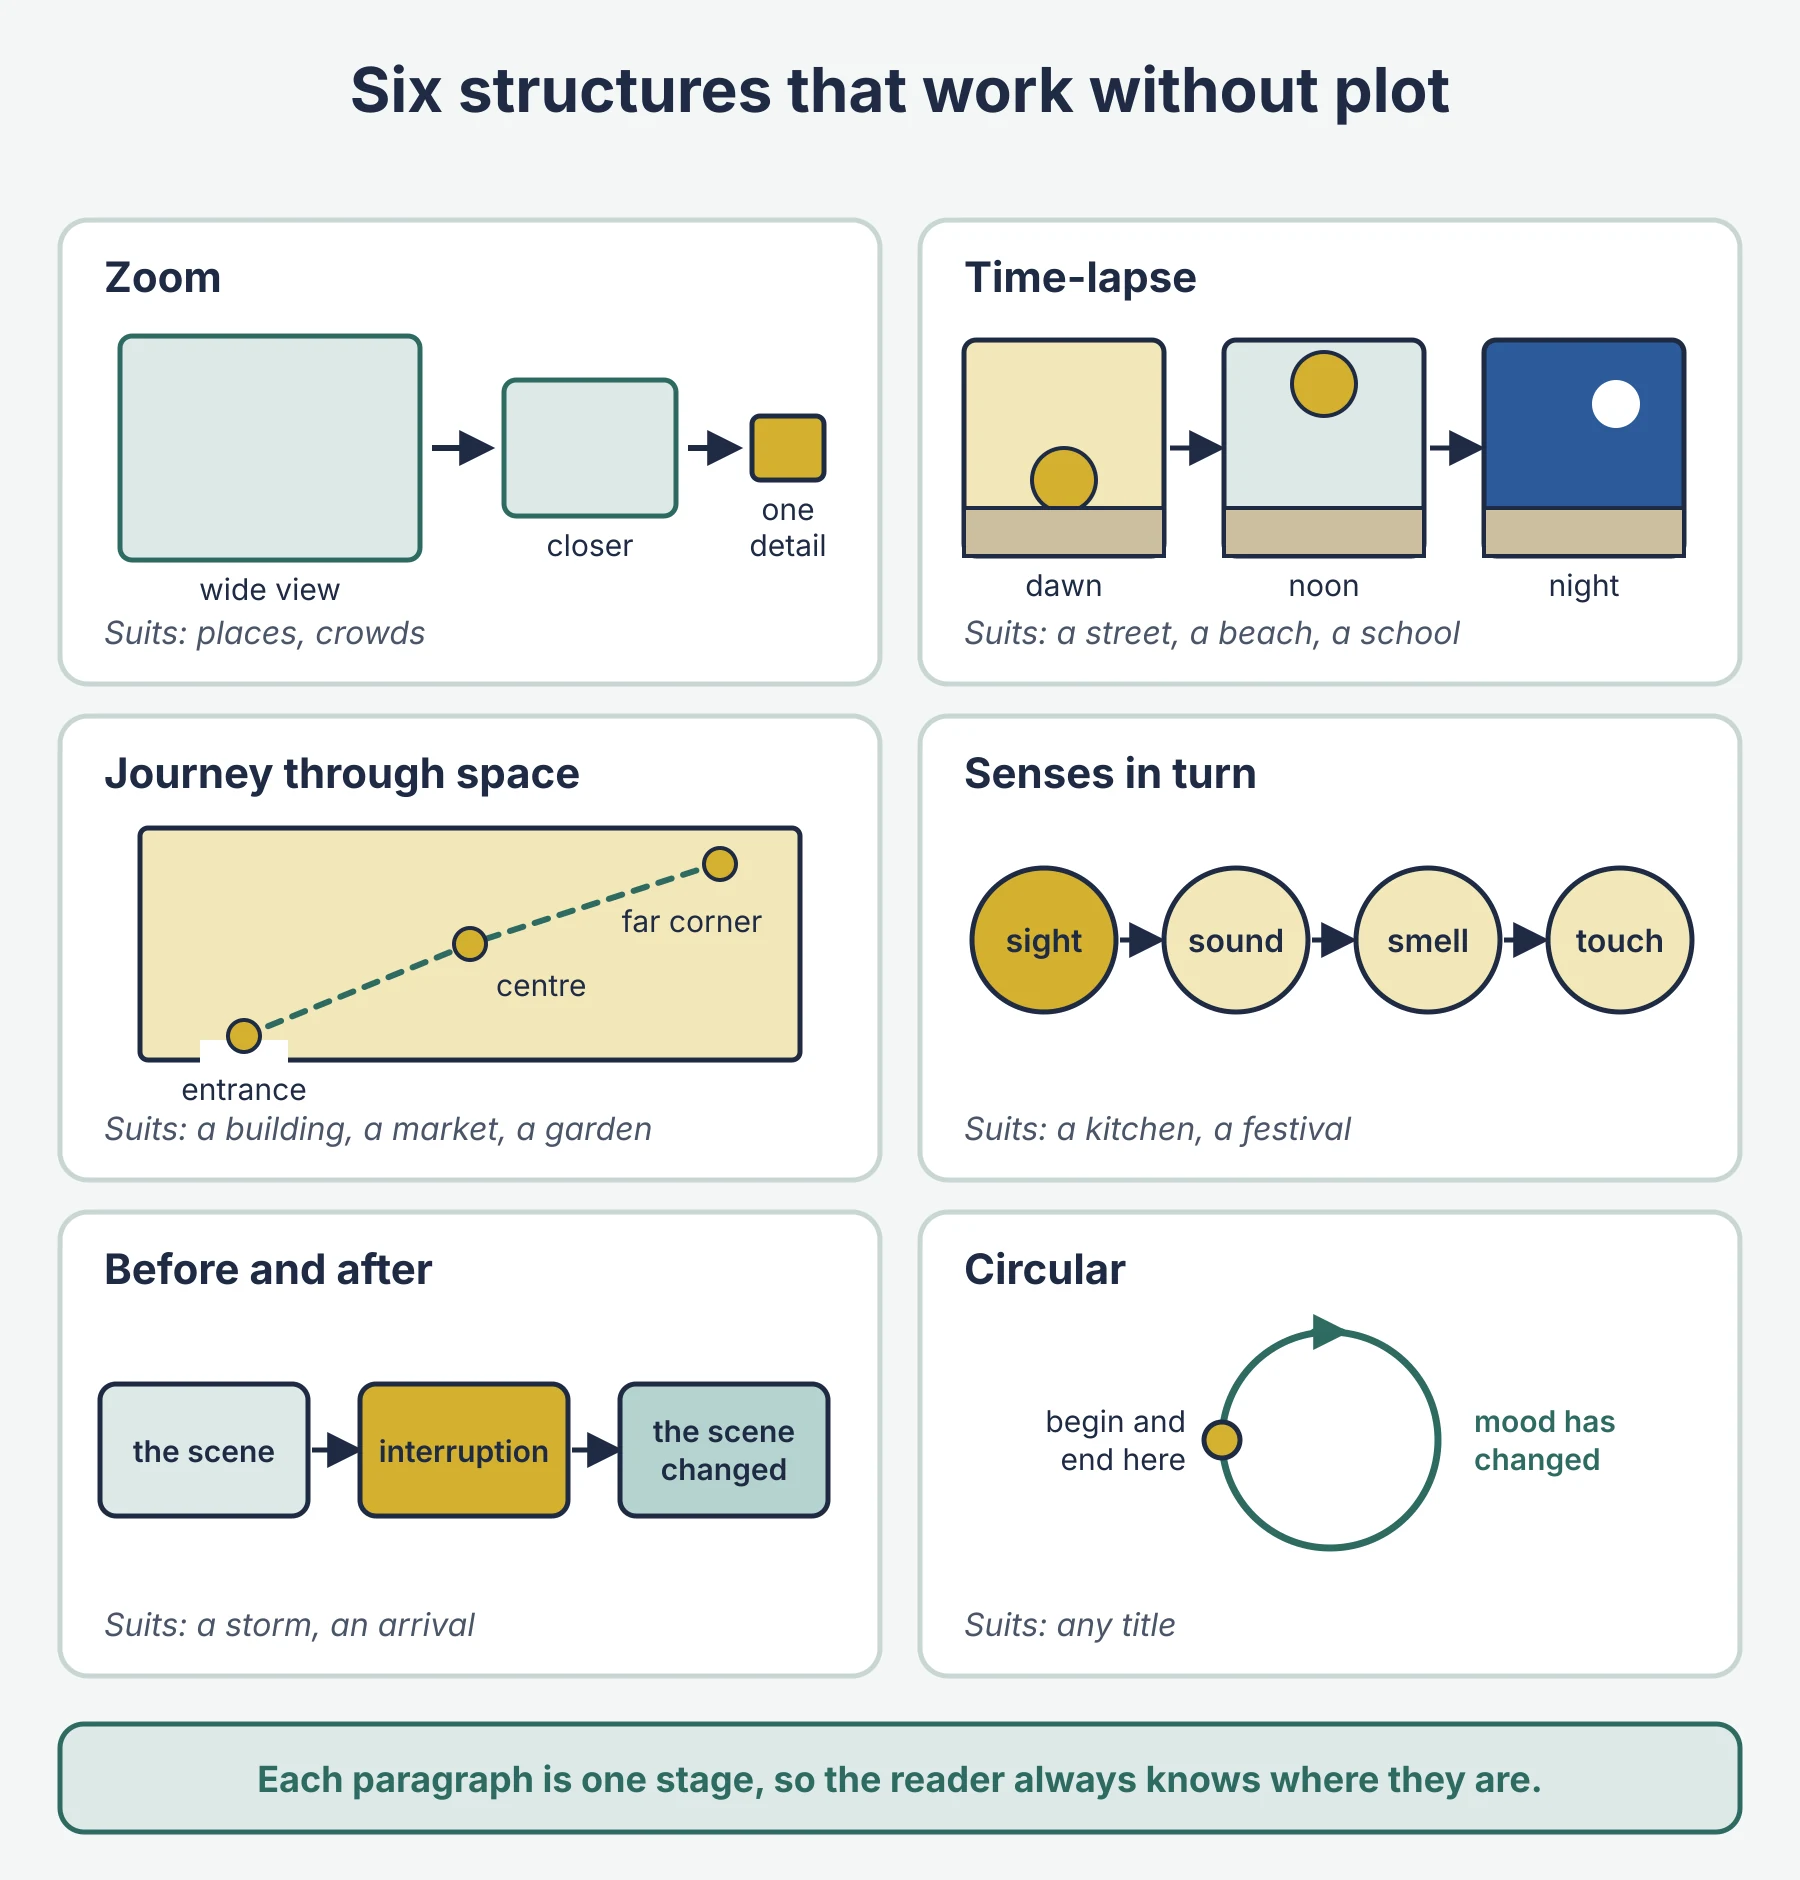 Six structures that work without plot
Zoom
wide view
closer
one
detail
Suits: places, crowds
Time-lapse
dawn
noon
night
Suits: a street, a beach, a school
Journey through space
far corner
centre
entrance
Suits: a building, a market, a garden
Senses in turn
sight
sound
smell
touch
Suits: a kitchen, a festival
Before and after
the scene
interruption
the scene
changed
Suits: a storm, an arrival
Circular
begin and
end here
mood has
changed
Suits: any title
Each paragraph is one stage, so the reader always knows where they are.